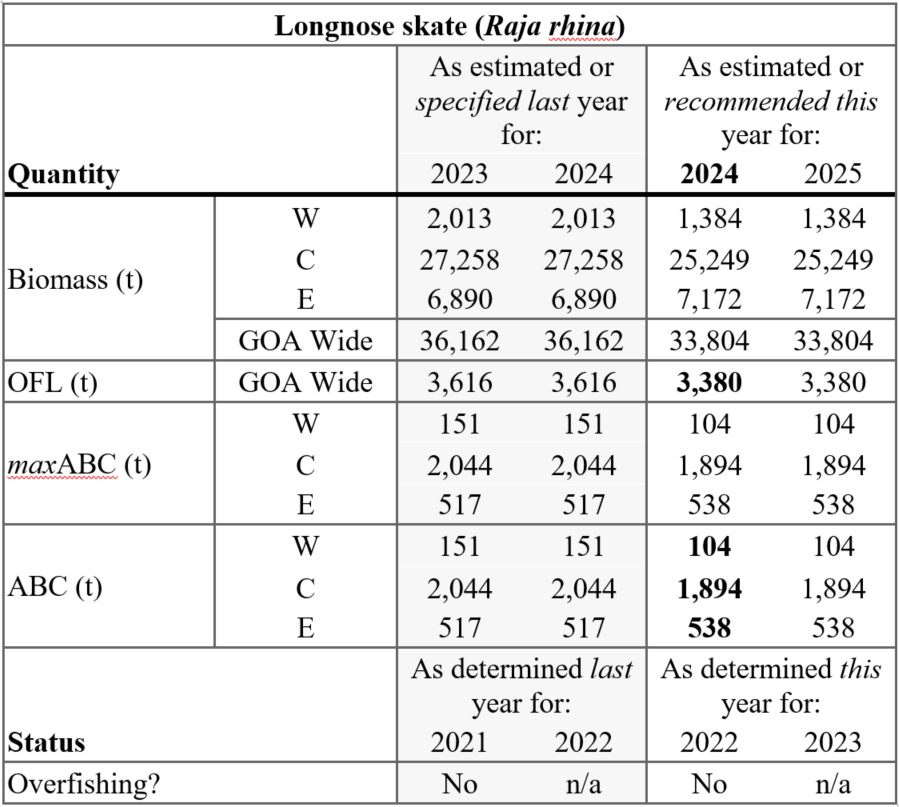 Longnose skate (Raja rhina)
As estimated or As estimated or
specified last year recommended this
for: year for:
Quantity 2023 2024 2024 2025
W 2,013 2,013 1,384 1,384
Biomass (t) C 27,258 27,258 25,249 25,249
E 6,890 6,890 7,172 7,172
GOA Wide 36,162 36,162 33,804 33,804
OFL (t) GOA Wide 3,616 3,616 3,380 3,380
W 151 151 104 104
maxABC (t) C 2,044 2,044 1,894 1,894
E 517 517 538 538
W 151 151 104 104
ABC (t) C 2,044 2,044 1,894 1,894
E 517 517 538 538
As determined last As determined this
year for: year for:
Status 2021 2022 2022 2023
Overfishing? No n/a No n/a